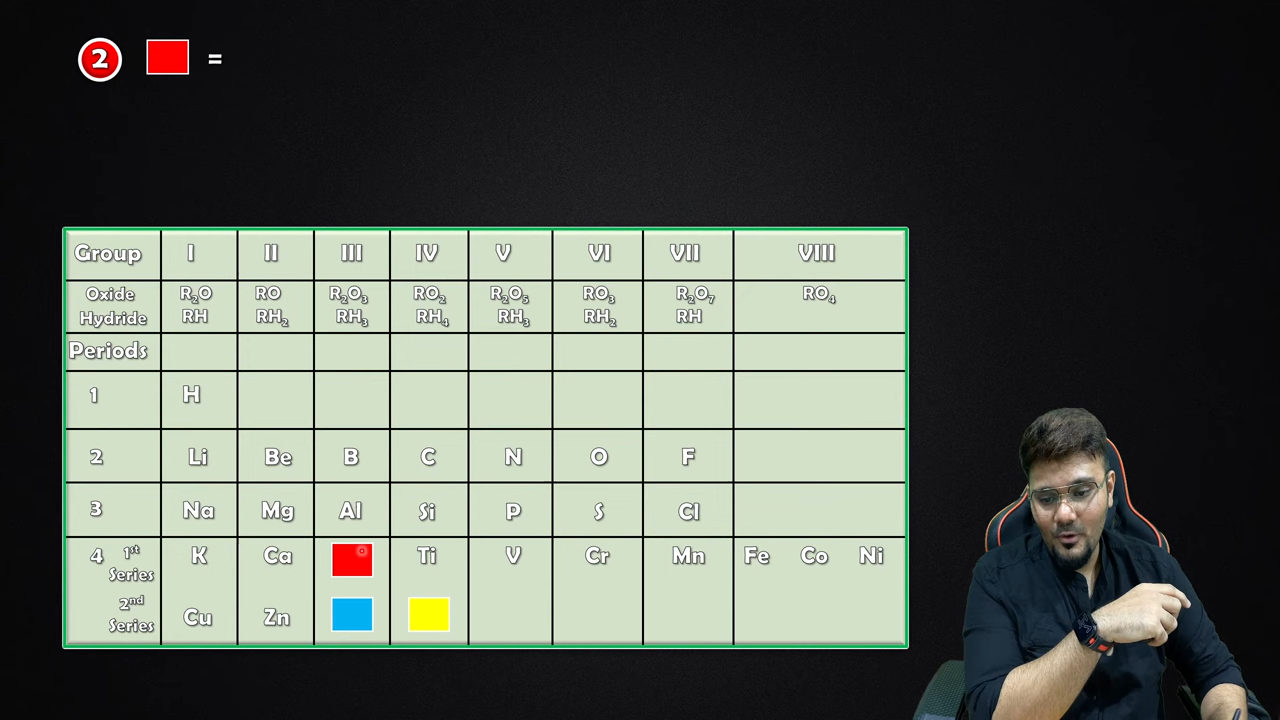 2 =
Group I II III IV V VI VII VIII
Oxide R₂O RO R₂O₃ RO₂ R₂O₅ RO₃ R₂O₇ RO₄
Hydride RH RH₂ RH₃ RH₄ RH₃ RH₂ RH
Periods
1 H
2 Li Be B C N O F
3 Na Mg Al Si P S Cl
4 1st K Ca Ti V Cr Mn Fe Co Ni
Series
2nd Cu Zn
Series